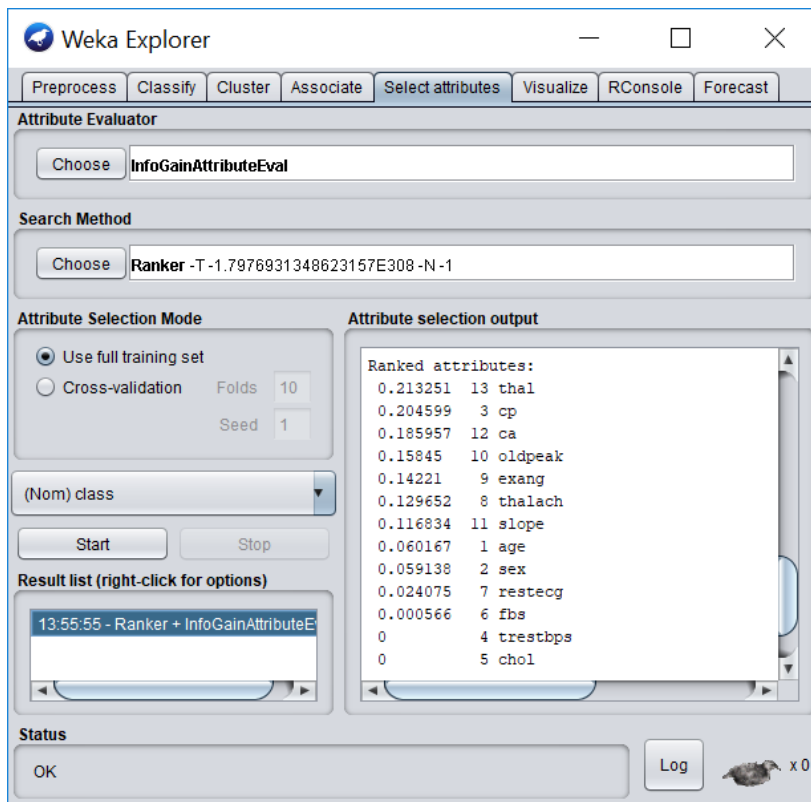 Weka Explorer
Preprocess Classify Cluster Associate Select attributes Visualize RConsole Forecast
Attribute Evaluator
Choose InfoGainAttributeEval
Search Method
Choose Ranker -T -1.7976931348623157E308 -N -1
Attribute Selection Mode
Use full training set
Cross-validation Folds 10
Seed 1
(Nom) class
Start Stop
Result list (right-click for options)
13:55:55 - Ranker + InfoGainAttributeE
Attribute selection output
Ranked attributes:
0.213251 13 thal
0.204599 3 cp
0.185957 12 ca
0.15845 10 oldpeak
0.14221 9 exang
0.129652 8 thalach
0.116834 11 slope
0.060167 1 age
0.059138 2 sex
0.024075 7 restecg
0.000566 6 fbs
0 4 trestbps
0 5 chol
Status
OK
Log x 0